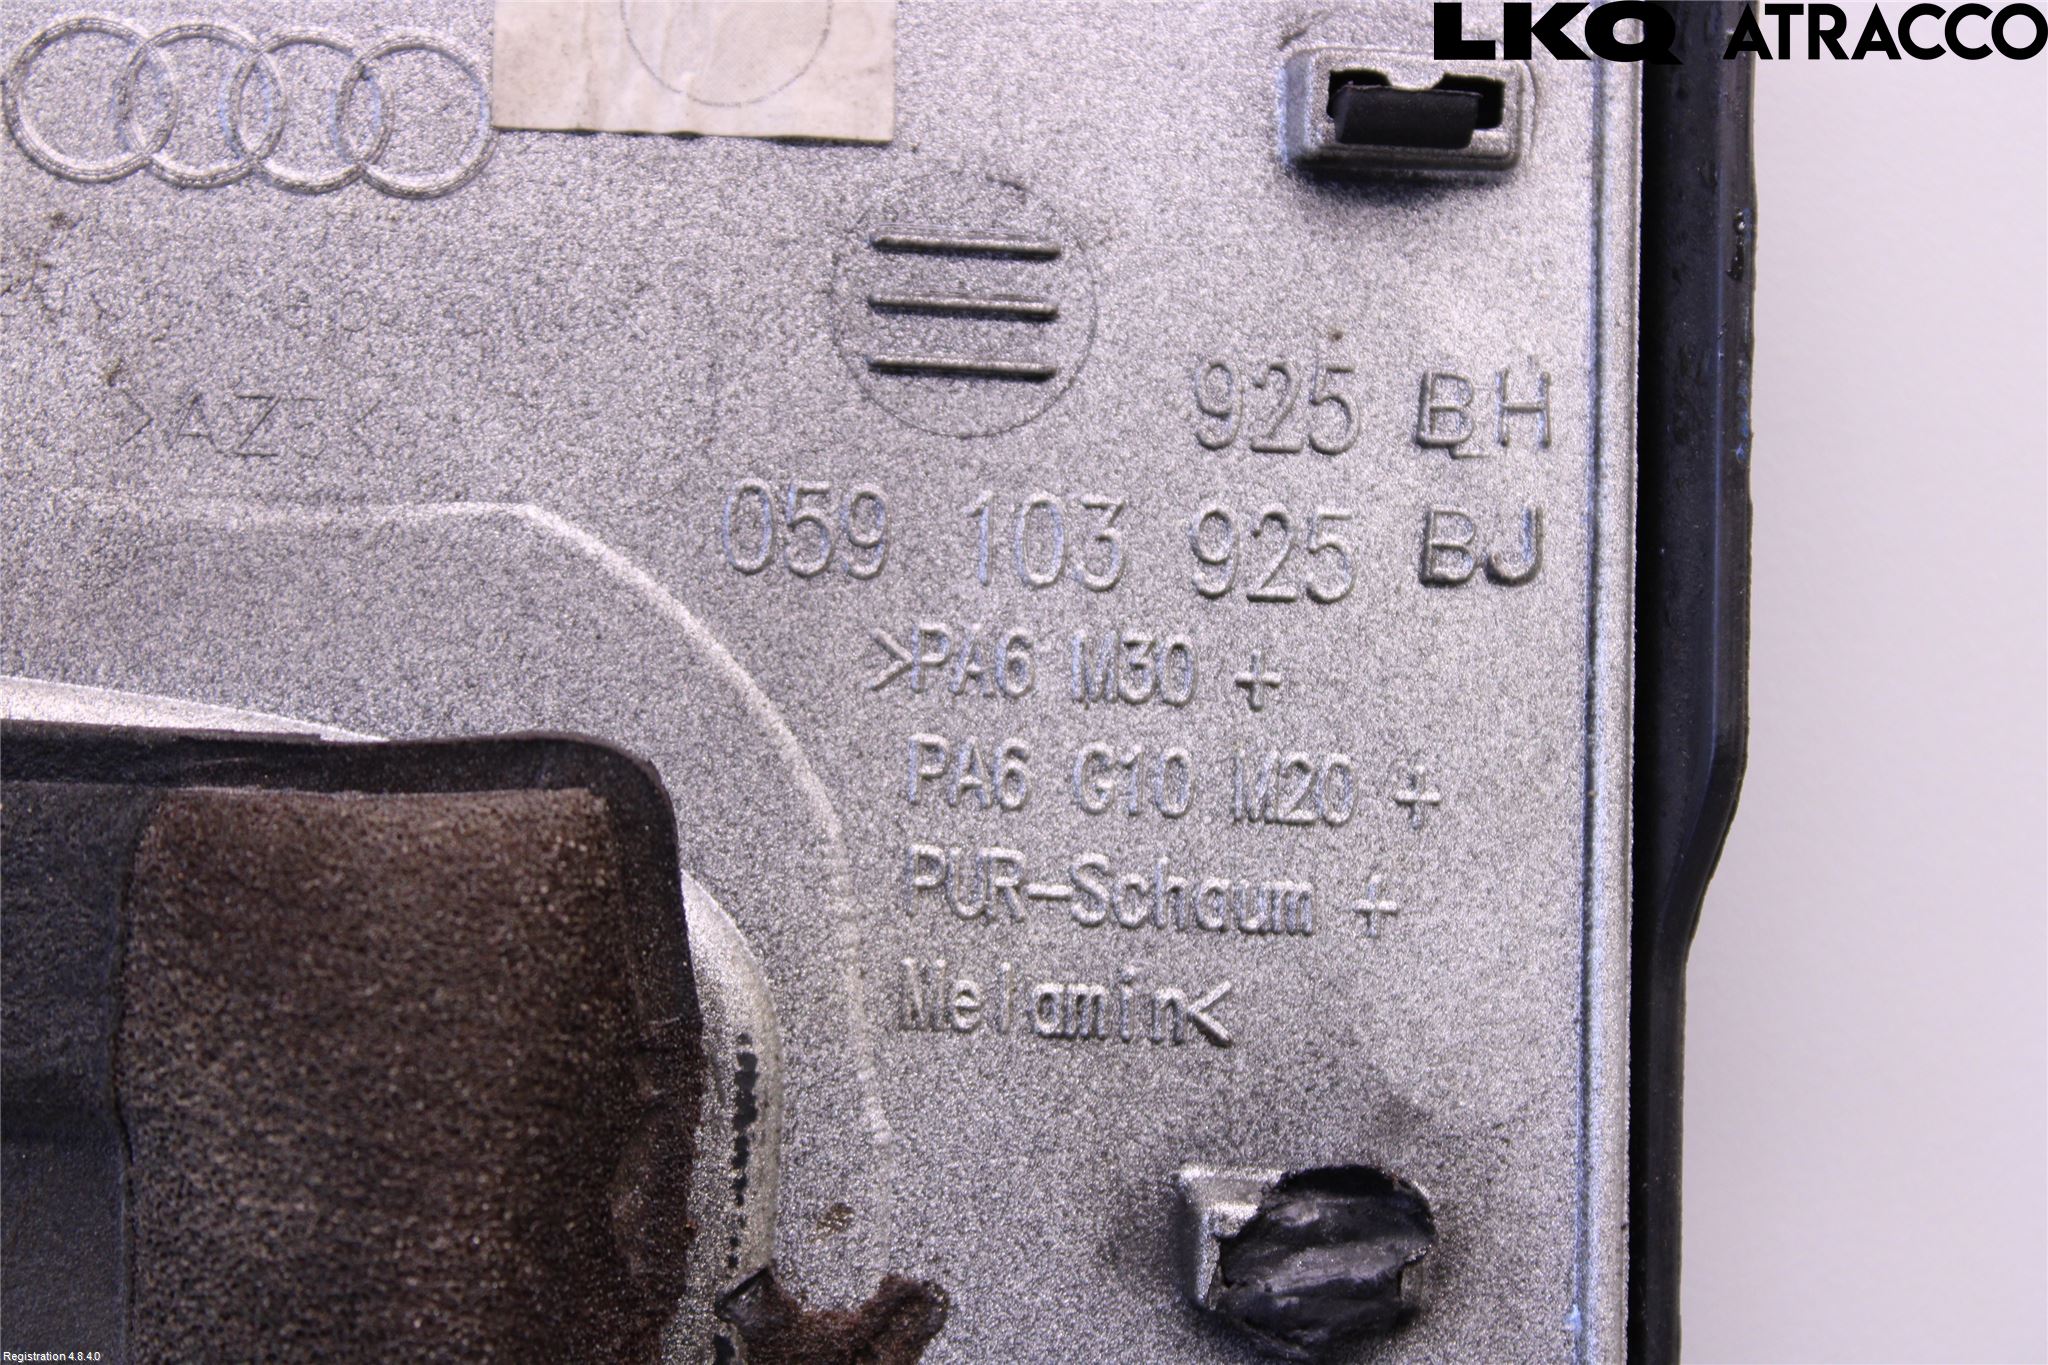 LKQ ATRACCO
>AZ5<
925 BH
059 103 925 BJ
>PA6 M30 +
PA6 G10 M20 +
PUR-Schaum +
Melamin<
Registration 4.8.4.0